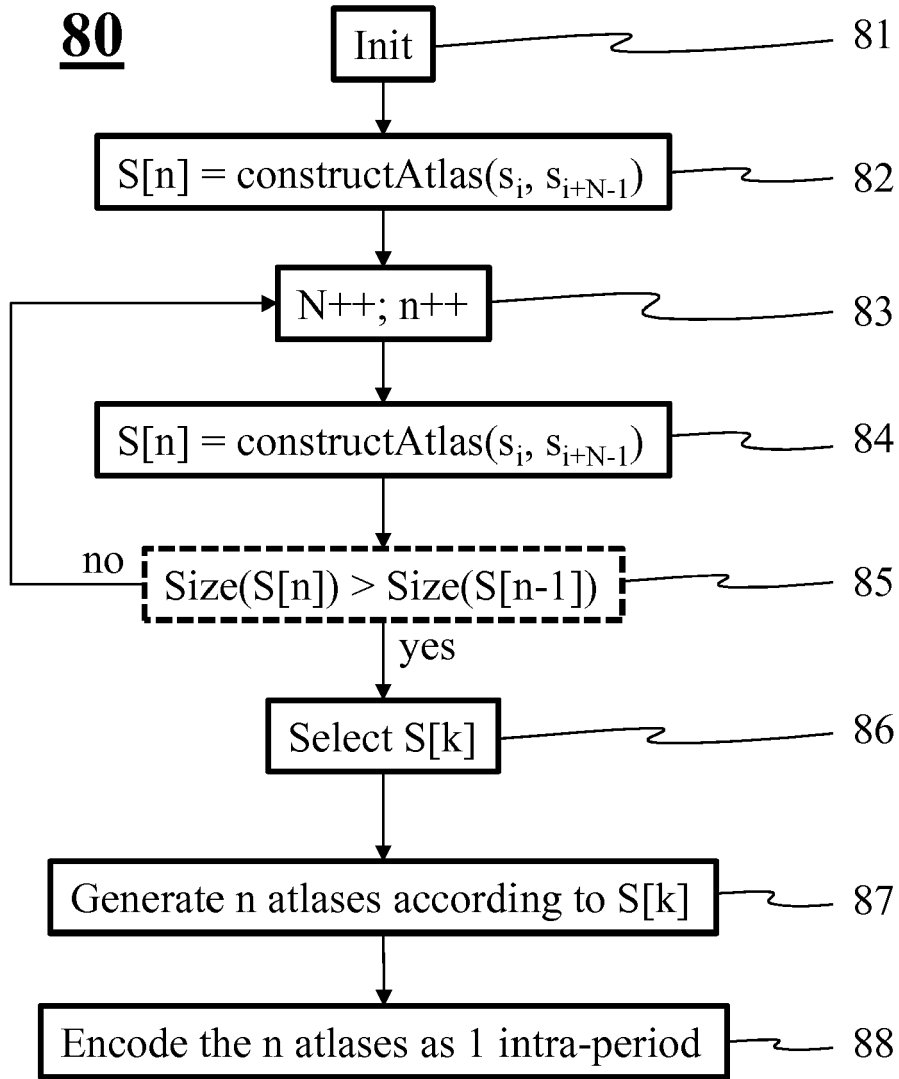 80
Init 81
S[n] = constructAtlas(sᵢ, sᵢ₊N₋₁) 82
N++; n++ 83
S[n] = constructAtlas(sᵢ, sᵢ₊N₋₁) 84
no Size(S[n]) > Size(S[n-1]) 85
yes
Select S[k] 86
Generate n atlases according to S[k] 87
Encode the n atlases as 1 intra-period 88